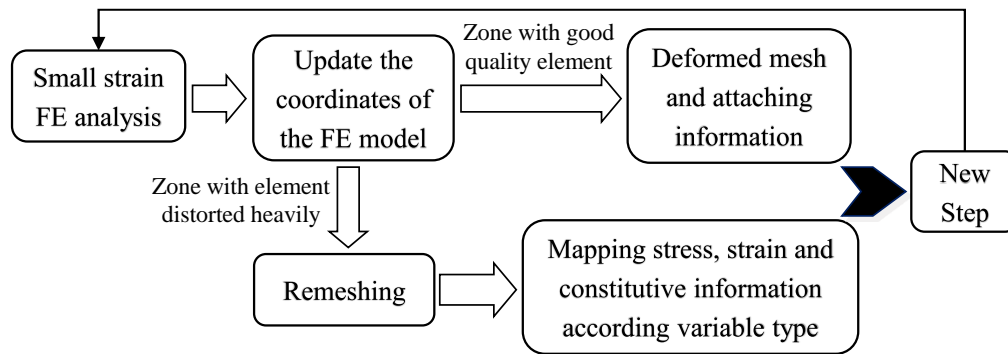 Small strain
FE analysis
Update the
coordinates of
the FE model
Zone with good
quality element
Deformed mesh
and attaching
information
Zone with element
distorted heavily
Remeshing
Mapping stress, strain and
constitutive information
according variable type
New
Step